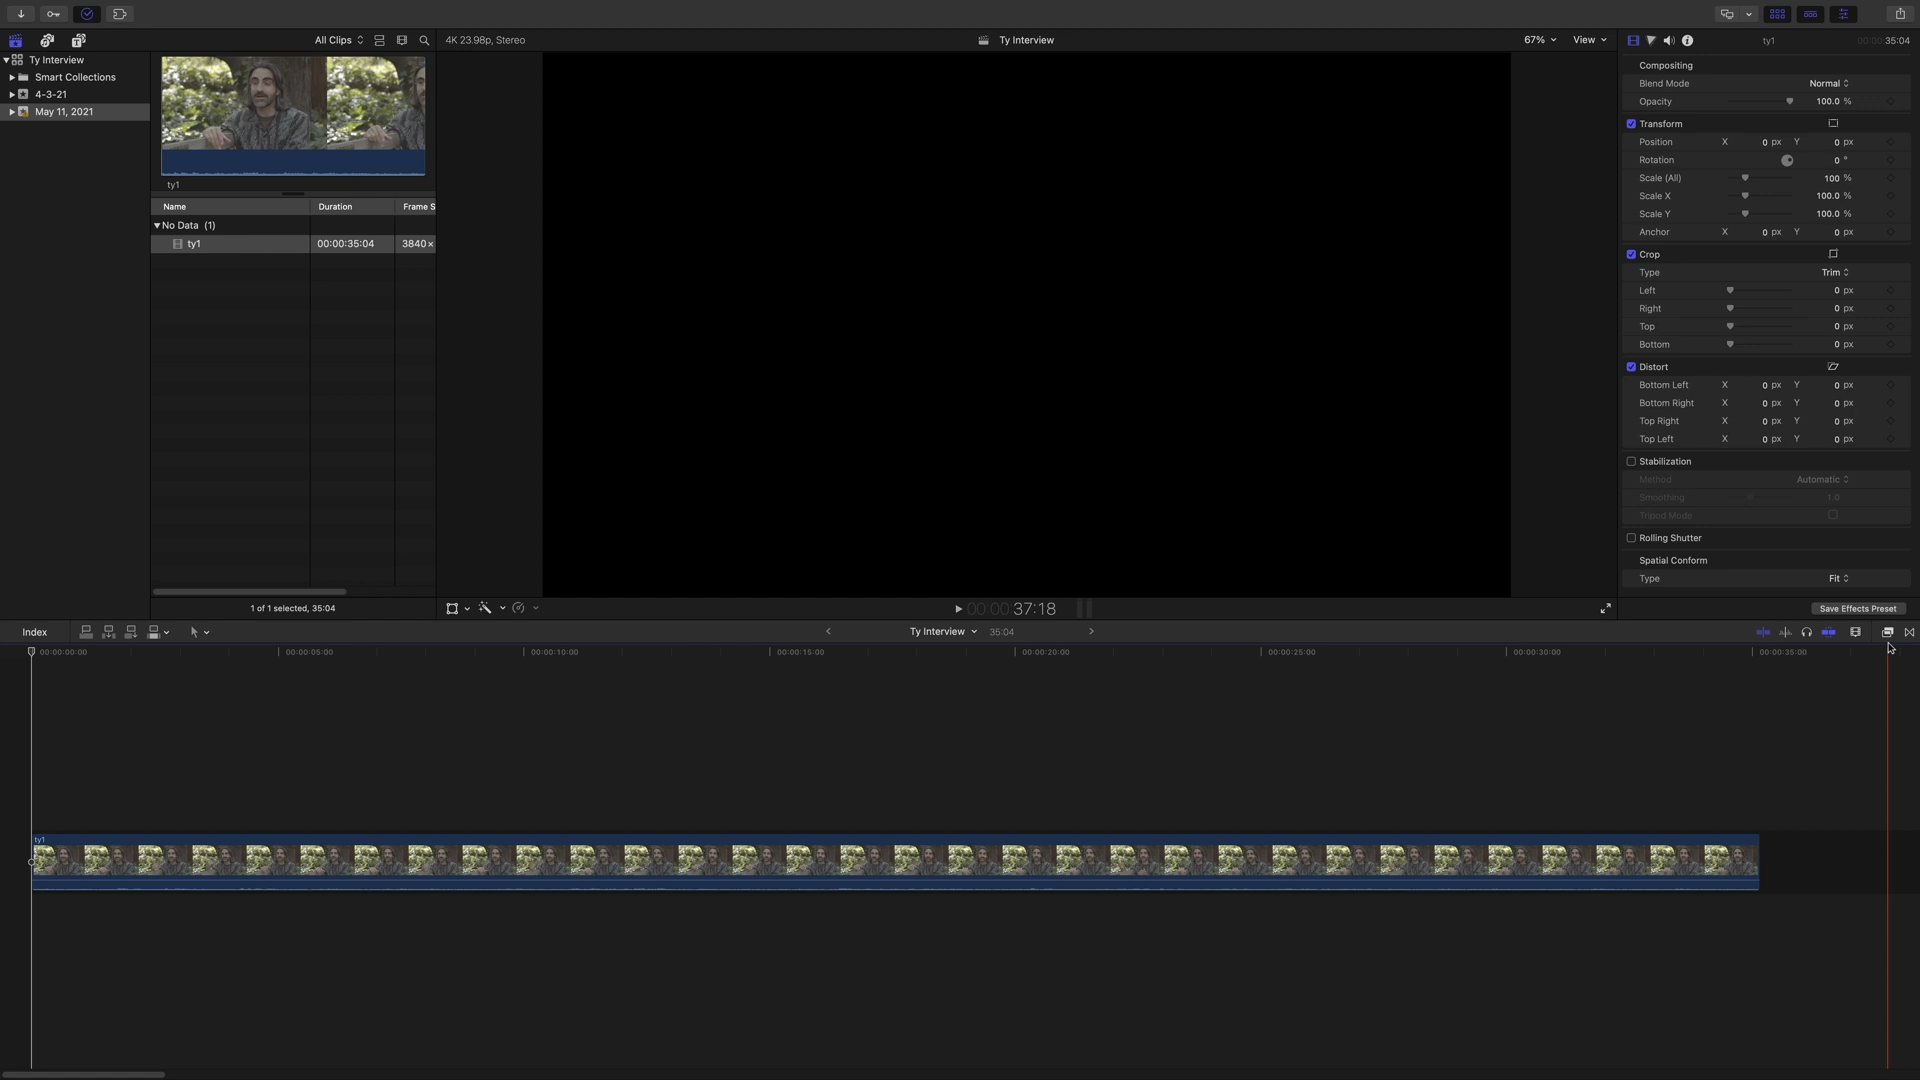 All Clips
4K 23.98p, Stereo
Ty Interview
67%
View
ty1
00:00:35:04
Ty Interview
Smart Collections
4-3-21
May 11, 2021
ty1
Name
Duration
Frame S
No Data (1)
ty1
00:00:35:04
3840×
1 of 1 selected, 35:04
00:00:37:18
Compositing
Blend Mode
Normal
Opacity
100.0 %
Transform
Position
X 0 px Y 0 px
Rotation
0 °
Scale (All)
100 %
Scale X
100.0 %
Scale Y
100.0 %
Anchor
X 0 px Y 0 px
Crop
Type
Trim
Left
0 px
Right
0 px
Top
0 px
Bottom
0 px
Distort
Bottom Left
X 0 px Y 0 px
Bottom Right
X 0 px Y 0 px
Top Right
X 0 px Y 0 px
Top Left
X 0 px Y 0 px
Stabilization
Method
Automatic
Smoothing
1.0
Tripod Mode
Rolling Shutter
Spatial Conform
Type
Fit
Save Effects Preset
Index
Ty Interview
35:04
00:00:00:00
00:00:05:00
00:00:10:00
00:00:15:00
00:00:20:00
00:00:25:00
00:00:30:00
00:00:35:00
ty1